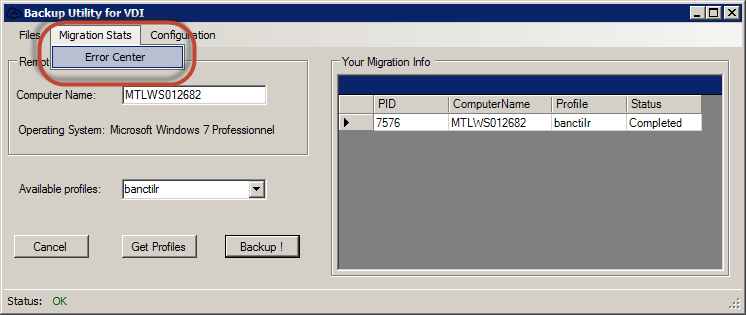 Backup Utility for VDI
Files Migration Stats Configuration
Error Center
Remot
Computer Name: MTLWS012682
Operating System: Microsoft Windows 7 Professionnel
Available profiles: banctilr
Cancel Get Profiles Backup !
Your Migration Info
PID ComputerName Profile Status
7576 MTLWS012682 banctilr Completed
Status: OK